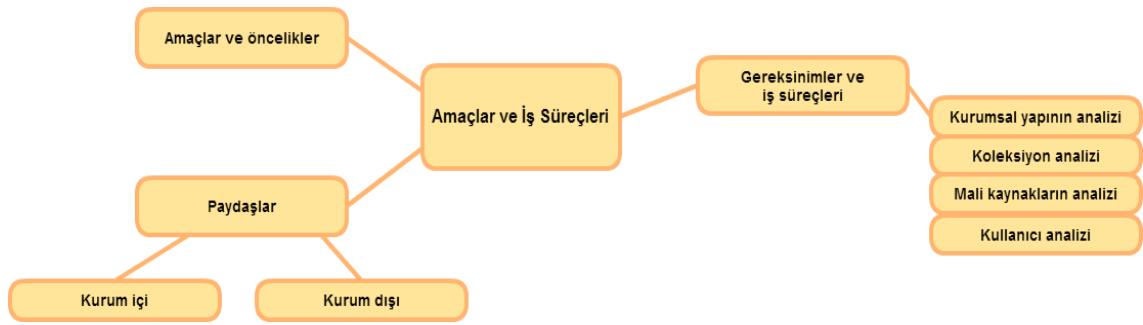 Amaçlar ve öncelikler
Gereksinimler ve
iş süreçleri
Amaçlar ve İş Süreçleri
Kurumsal yapının analizi
Koleksiyon analizi
Mali kaynakların analizi
Kullanıcı analizi
Paydaşlar
Kurum içi
Kurum dışı